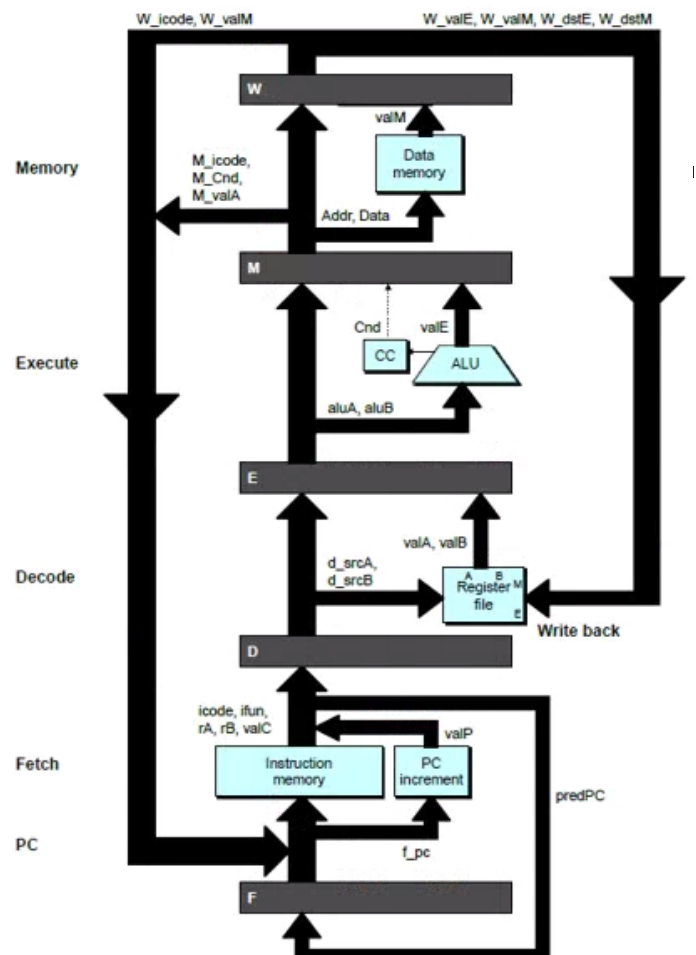 W_icode, W_valM
W_valE, W_valM, W_dstE, W_dstM
W
valM
Memory
M_icode,
M_Cnd,
M_valA
Data
memory
Addr, Data
M
Cnd
valE
Execute
CC
ALU
aluA, aluB
E
valA, valB
Decode
d_srcA,
d_srcB
A B
M
Register
file
E
Write back
D
icode, ifun,
rA, rB, valC
valP
Fetch
Instruction
memory
PC
increment
predPC
PC
f_pc
F